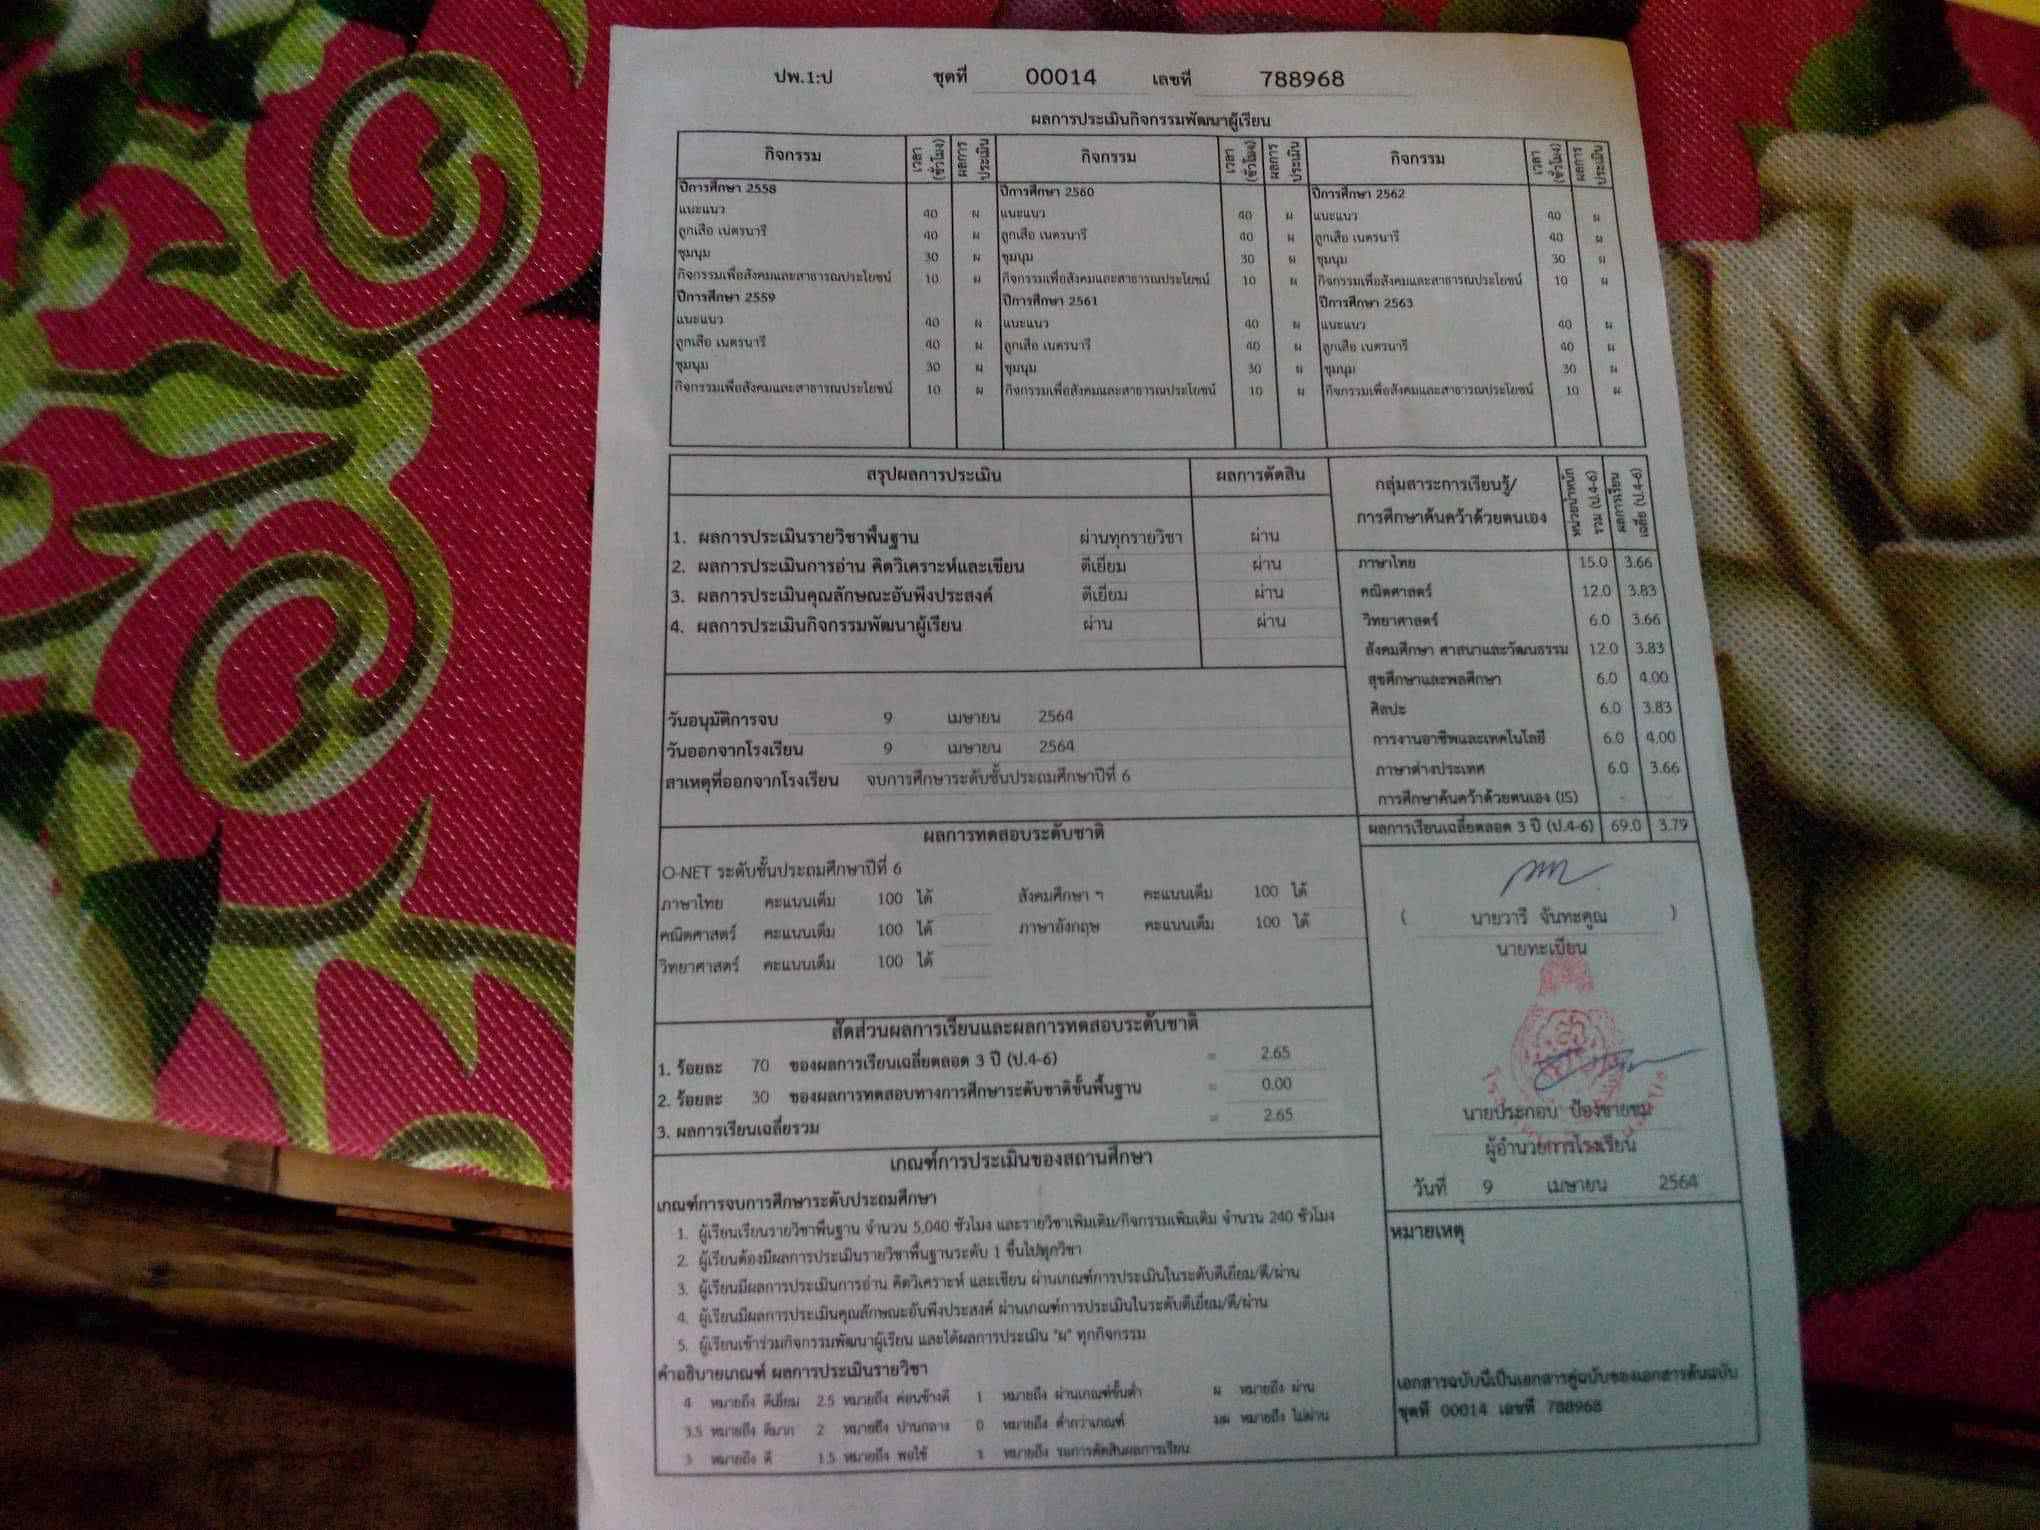 ปพ.1:ป ชุดที่ 00014 เลขที่ 788968
ผลการประเมินกิจกรรมพัฒนาผู้เรียน
กิจกรรม เวลา (ชั่วโมง) ผลการประเมิน กิจกรรม เวลา (ชั่วโมง) ผลการประเมิน กิจกรรม เวลา (ชั่วโมง) ผลการประเมิน
ปีการศึกษา 2558 ปีการศึกษา 2560 ปีการศึกษา 2562
แนะแนว 40 ผ แนะแนว 40 ผ แนะแนว 40 ผ
ลูกเสือ เนตรนารี 40 ผ ลูกเสือ เนตรนารี 40 ผ ลูกเสือ เนตรนารี 40 ผ
ชุมนุม 30 ผ ชุมนุม 30 ผ ชุมนุม 30 ผ
กิจกรรมเพื่อสังคมและสาธารณประโยชน์ 10 ผ กิจกรรมเพื่อสังคมและสาธารณประโยชน์ 10 ผ กิจกรรมเพื่อสังคมและสาธารณประโยชน์ 10 ผ
ปีการศึกษา 2559 ปีการศึกษา 2561 ปีการศึกษา 2563
แนะแนว 40 ผ แนะแนว 40 ผ แนะแนว 40 ผ
ลูกเสือ เนตรนารี 40 ผ ลูกเสือ เนตรนารี 40 ผ ลูกเสือ เนตรนารี 40 ผ
ชุมนุม 30 ผ ชุมนุม 30 ผ ชุมนุม 30 ผ
กิจกรรมเพื่อสังคมและสาธารณประโยชน์ 10 ผ กิจกรรมเพื่อสังคมและสาธารณประโยชน์ 10 ผ กิจกรรมเพื่อสังคมและสาธารณประโยชน์ 10 ผ
สรุปผลการประเมิน ผลการตัดสิน
1. ผลการประเมินรายวิชาพื้นฐาน ผ่านทุกรายวิชา ผ่าน
2. ผลการประเมินการอ่าน คิดวิเคราะห์และเขียน ดีเยี่ยม ผ่าน
3. ผลการประเมินคุณลักษณะอันพึงประสงค์ ดีเยี่ยม ผ่าน
4. ผลการประเมินกิจกรรมพัฒนาผู้เรียน ผ่าน ผ่าน
วันอนุมัติการจบ 9 เมษายน 2564
วันออกจากโรงเรียน 9 เมษายน 2564
สาเหตุที่ออกจากโรงเรียน จบการศึกษาระดับชั้นประถมศึกษาปีที่ 6
ผลการทดสอบระดับชาติ
O-NET ระดับชั้นประถมศึกษาปีที่ 6
ภาษาไทย คะแนนเต็ม 100 ได้ สังคมศึกษา ฯ คะแนนเต็ม 100 ได้
คณิตศาสตร์ คะแนนเต็ม 100 ได้ ภาษาอังกฤษ คะแนนเต็ม 100 ได้
วิทยาศาสตร์ คะแนนเต็ม 100 ได้
สัดส่วนผลการเรียนและผลการทดสอบระดับชาติ
1. ร้อยละ 70 ของผลการเรียนเฉลี่ยตลอด 3 ปี (ป.4-6) = 2.65
2. ร้อยละ 30 ของผลการทดสอบทางการศึกษาระดับชาติขั้นพื้นฐาน = 0.00
3. ผลการเรียนเฉลี่ยรวม = 2.65
เกณฑ์การประเมินของสถานศึกษา
เกณฑ์การจบการศึกษาระดับประถมศึกษา
1. ผู้เรียนเรียนรายวิชาพื้นฐาน จำนวน 5,040 ชั่วโมง และรายวิชาเพิ่มเติม/กิจกรรมเพิ่มเติม จำนวน 240 ชั่วโมง
2. ผู้เรียนต้องมีผลการประเมินรายวิชาพื้นฐานระดับ 1 ขึ้นไปทุกวิชา
3. ผู้เรียนมีผลการประเมินการอ่าน คิดวิเคราะห์ และเขียน ผ่านเกณฑ์การประเมินในระดับดีเยี่ยม/ดี/ผ่าน
4. ผู้เรียนมีผลการประเมินคุณลักษณะอันพึงประสงค์ ผ่านเกณฑ์การประเมินในระดับดีเยี่ยม/ดี/ผ่าน
5. ผู้เรียนเข้าร่วมกิจกรรมพัฒนาผู้เรียน และได้ผลการประเมิน "ผ" ทุกกิจกรรม
คำอธิบายเกณฑ์ ผลการประเมินรายวิชา
4 หมายถึง ดีเยี่ยม 2.5 หมายถึง ค่อนข้างดี 1 หมายถึง ผ่านเกณฑ์ขั้นต่ำ ผ หมายถึง ผ่าน
3.5 หมายถึง ดีมาก 2 หมายถึง ปานกลาง 0 หมายถึง ต่ำกว่าเกณฑ์ มผ หมายถึง ไม่ผ่าน
3 หมายถึง ดี 1.5 หมายถึง พอใช้ ร หมายถึง รอการตัดสินผลการเรียน
กลุ่มสาระการเรียนรู้/ หน่วยน้ำหนัก ผลการเรียน
การศึกษาค้นคว้าด้วยตนเอง รวม (ป.4-6) เฉลี่ย (ป.4-6)
ภาษาไทย 15.0 3.66
คณิตศาสตร์ 12.0 3.83
วิทยาศาสตร์ 6.0 3.66
สังคมศึกษา ศาสนาและวัฒนธรรม 12.0 3.83
สุขศึกษาและพลศึกษา 6.0 4.00
ศิลปะ 6.0 3.83
การงานอาชีพและเทคโนโลยี 6.0 4.00
ภาษาต่างประเทศ 6.0 3.66
การศึกษาค้นคว้าด้วยตนเอง (IS) - -
ผลการเรียนเฉลี่ยตลอด 3 ปี (ป.4-6) 69.0 3.79
( นายวารี จันทะคูณ )
นายทะเบียน
นายประกอบ ป้องชายชม
ผู้อำนวยการโรงเรียน
วันที่ 9 เมษายน 2564
หมายเหตุ
เอกสารฉบับนี้เป็นเอกสารคู่ฉบับของเอกสารต้นฉบับ
ชุดที่ 00014 เลขที่ 788968